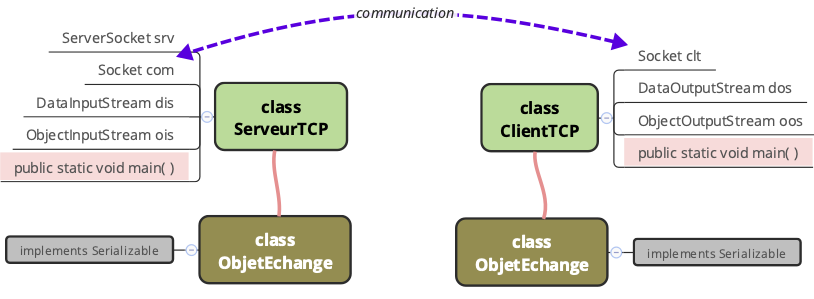 communication
ServerSocket srv
Socket com
DataInputStream dis
ObjectInputStream ois
public static void main( )
class
ServeurTCP
class
ClientTCP
Socket clt
DataOutputStream dos
ObjectOutputStream oos
public static void main( )
implements Serializable
class
ObjetEchange
class
ObjetEchange
implements Serializable